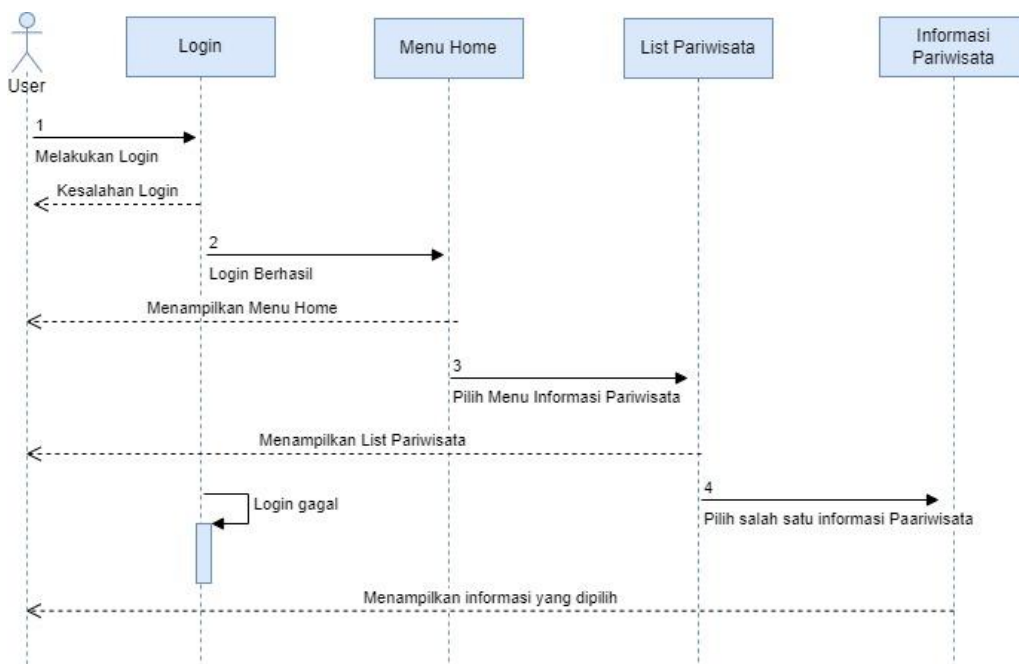 Login
Menu Home
List Pariwisata
Informasi
Pariwisata
User
1
Melakukan Login
Kesalahan Login
2
Login Berhasil
Menampilkan Menu Home
3
Pilih Menu Informasi Pariwisata
Menampilkan List Pariwisata
Login gagal
4
Pilih salah satu informasi Paariwisata
Menampilkan informasi yang dipilih